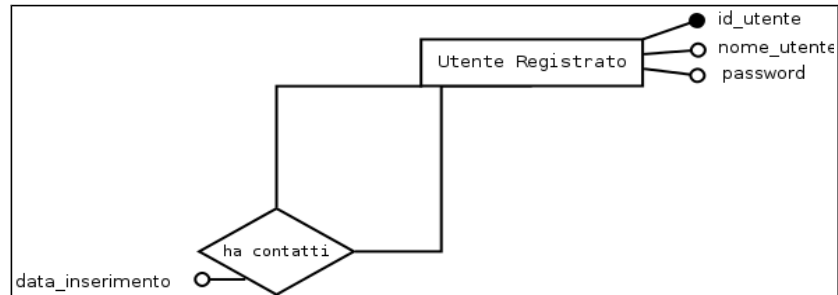 id_utente
nome_utente
Utente Registrato
password
ha contatti
data_inserimento